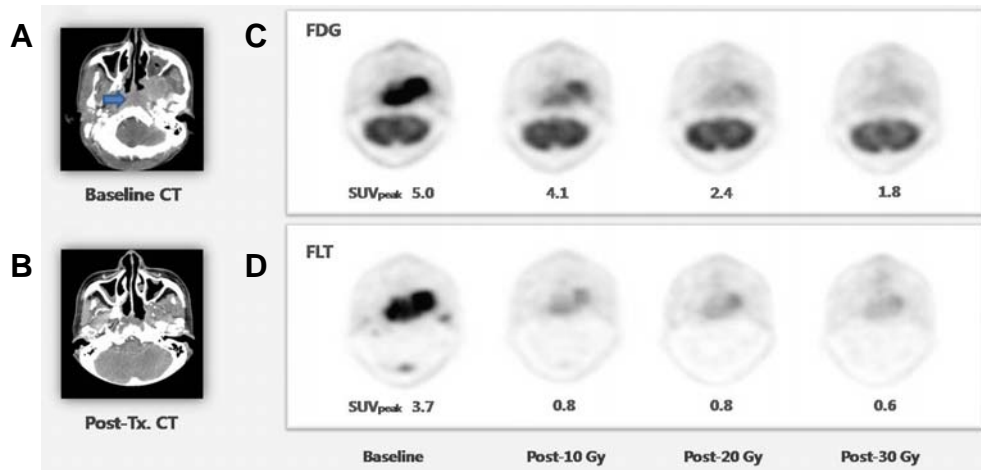 A
Baseline CT
B
Post-Tx. CT
C
FDG
SUVpeak 5.0 4.1 2.4 1.8
D
FLT
SUVpeak 3.7 0.8 0.8 0.6
Baseline Post-10 Gy Post-20 Gy Post-30 Gy